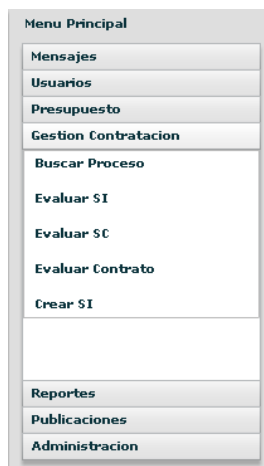 Menu Principal
Mensajes
Usuarios
Presupuesto
Gestion Contratacion
Buscar Proceso
Evaluar SI
Evaluar SC
Evaluar Contrato
Crear SI
Reportes
Publicaciones
Administracion